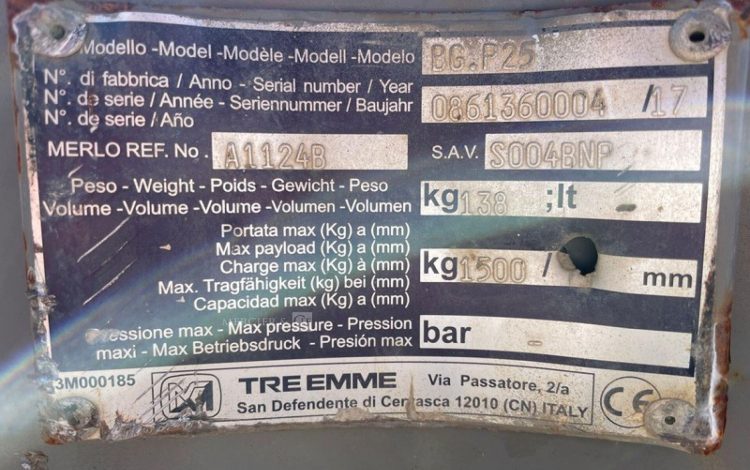 Modello -Model -Modèle -Modell -Modelo BG.P25
N°. di fabbrica / Anno - Serial number / Year
N°. de serie / Année - Seriennummer / Baujahr 0861360004 /17
N°. de serie / Año
MERLO REF. No . A1124B S.A.V. S004BNP
Peso - Weight - Poids - Gewicht - Peso
Volume -Volume -Volume -Volumen -Volumen kg 138 ;lt
Portata max (Kg) a (mm)
Max payload (Kg) a (mm)
Charge max (Kg) à (mm) kg 1500 / mm
Max. Tragfähigkeit (kg) bei (mm)
Capacidad max (Kg) a (mm)
Pressione max - Max pressure - Pression
maxi - Max Betriebsdruck - Presión max bar
3M000185 TRE EMME Via Passatore, 2/a
San Defendente di Cervasca 12010 (CN) ITALY CE